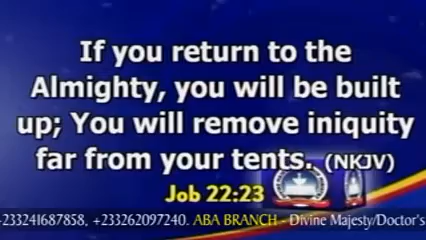 If you return to the
Almighty, you will be built
up; You will remove iniquity
far from your tents. (NKJV)
Job 22:23
-233241687858, +233262097240. ABA BRANCH - Divine Majesty/Doctor's